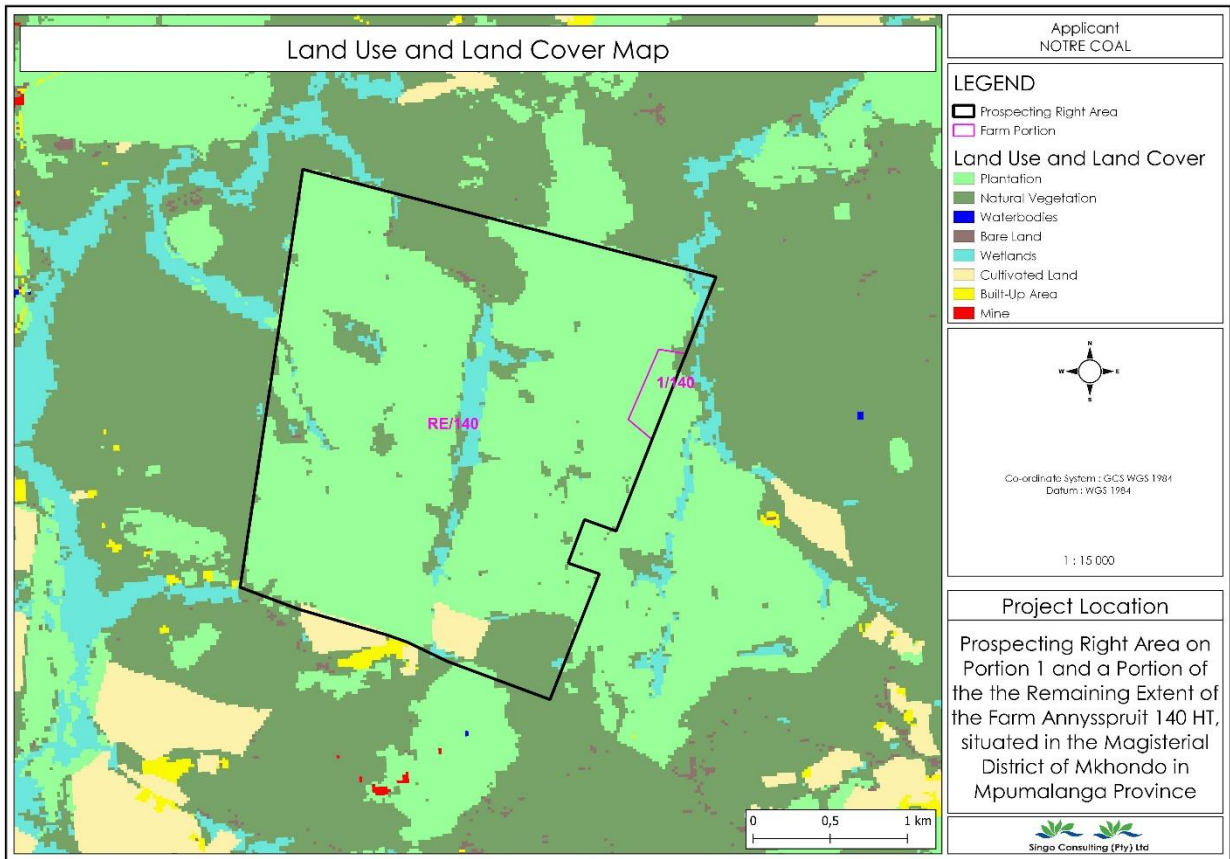 Land Use and Land Cover Map
RE/140
1/140
0
0,5
1 km
Applicant
NOTRE COAL
LEGEND
Prospecting Right Area
Farm Portion
Land Use and Land Cover
Plantation
Natural Vegetation
Waterbodies
Bare Land
Wetlands
Cultivated Land
Built-Up Area
Mine
N
W
E
S
Co-ordinate System : GCS WGS 1984
Datum : WGS 1984
1 : 15 000
Project Location
Prospecting Right Area on
Portion 1 and a Portion of
the the Remaining Extent of
the Farm Annysspruit 140 HT,
situated in the Magisterial
District of Mkhondo in
Mpumalanga Province
Singo Consulting (Pty) Ltd